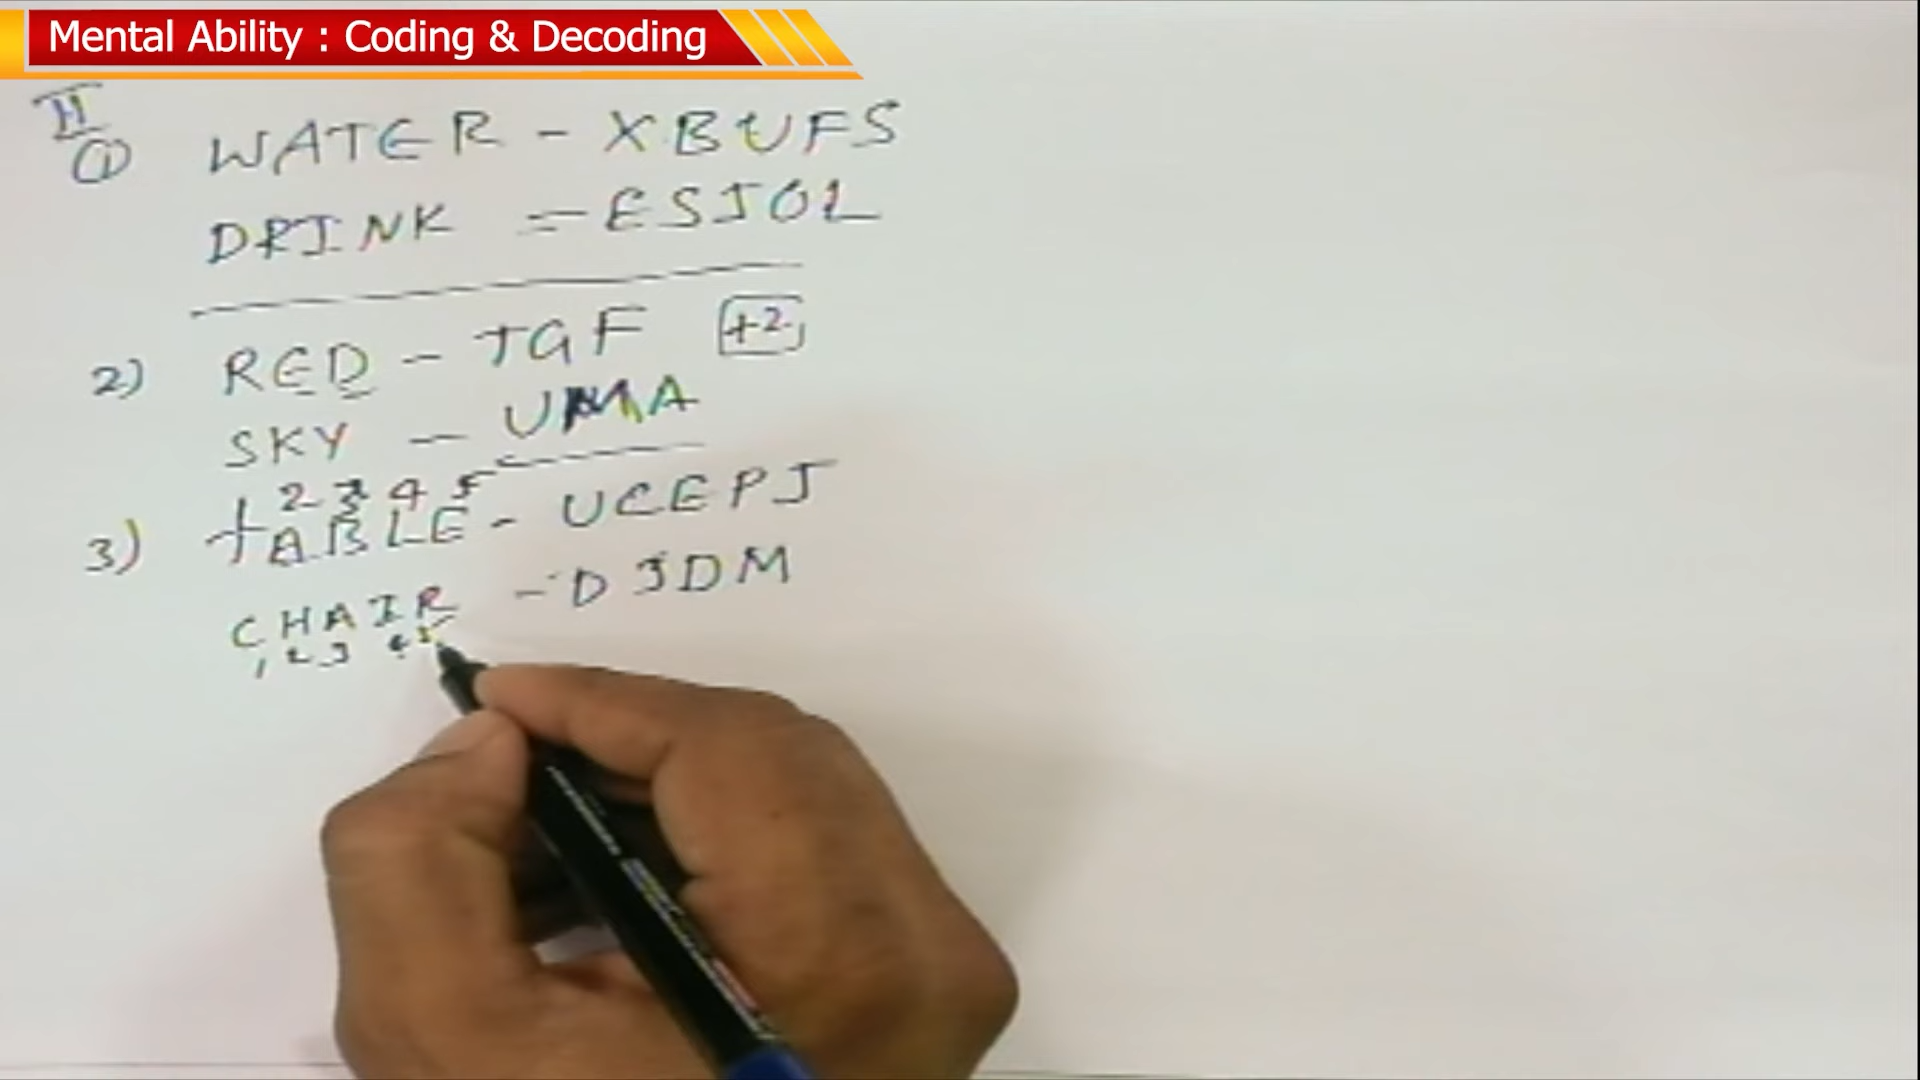 Mental Ability : Coding & Decoding
II
① WATER - XBUFS
DRINK = ESJOL
2) RED - TGF +2
SKY - UMA
2 3 4 5
3) TABLE - UCEPJ
CHAIR - DJDM
1 2 3 4 5